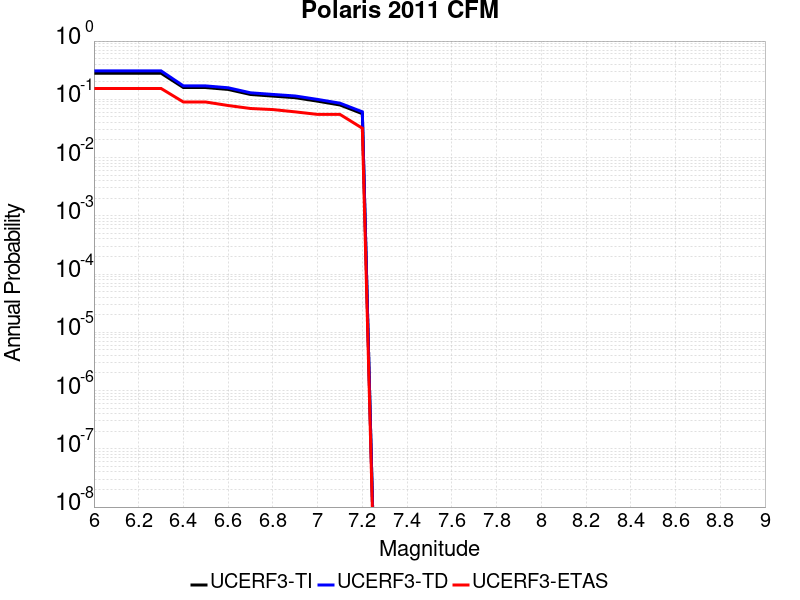 Polaris 2011 CFM
10^0
10^-1
10^-2
10^-3
10^-4
10^-5
10^-6
10^-7
10^-8
Annual Probability
6 6.2 6.4 6.6 6.8 7 7.2 7.4 7.6 7.8 8 8.2 8.4 8.6 8.8 9
Magnitude
UCERF3-TI UCERF3-TD UCERF3-ETAS